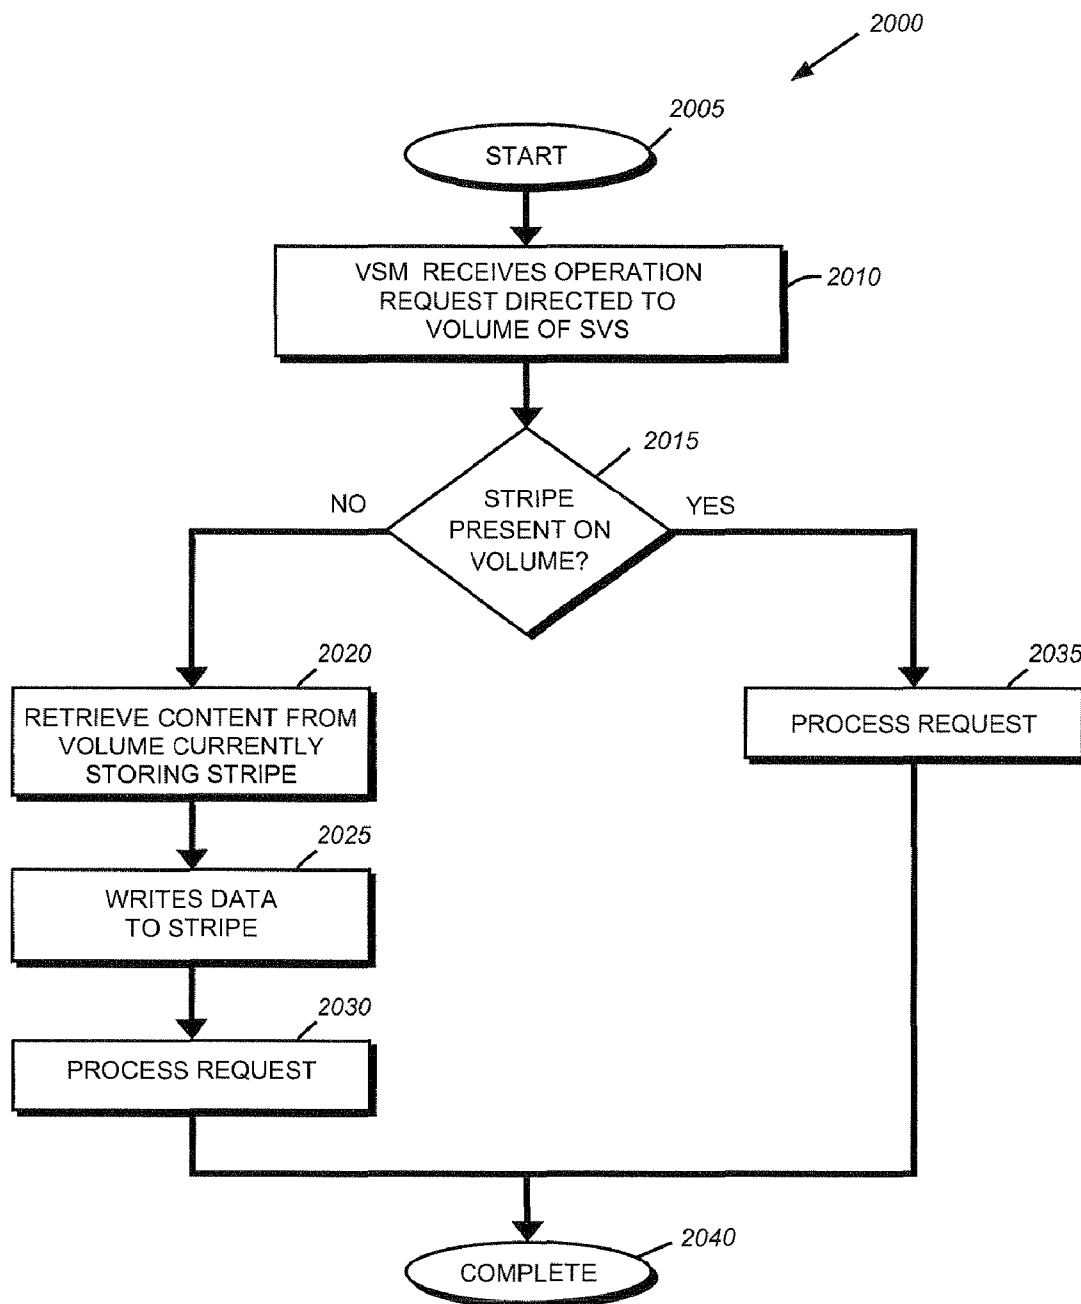 2000
2005
START
VSM RECEIVES OPERATION
REQUEST DIRECTED TO
VOLUME OF SVS
2010
2015
STRIPE
PRESENT ON
VOLUME?
NO
YES
2020
RETRIEVE CONTENT FROM
VOLUME CURRENTLY
STORING STRIPE
2035
PROCESS REQUEST
2025
WRITES DATA
TO STRIPE
2030
PROCESS REQUEST
2040
COMPLETE